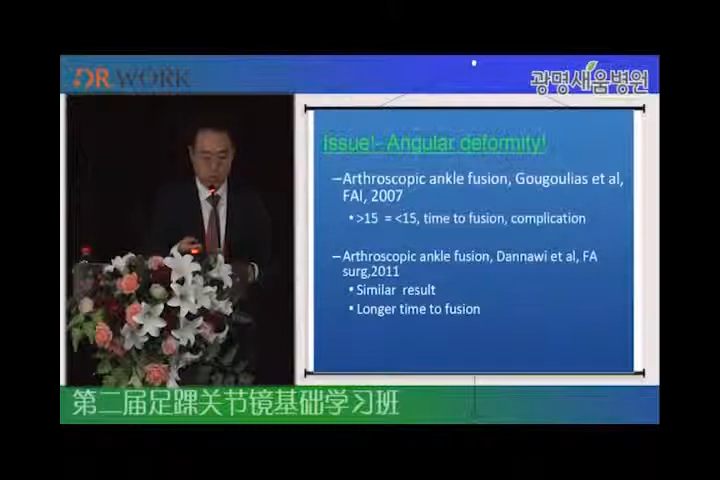 DR.WORK
광명새움병원
Issue!- Angular deformity!
–Arthroscopic ankle fusion, Gougoulias et al,
FAI, 2007
•>15 = <15, time to fusion, complication
–Arthroscopic ankle fusion, Dannawi et al, FA
surg,2011
•Similar result
•Longer time to fusion
第二届足踝关节镜基础学习班